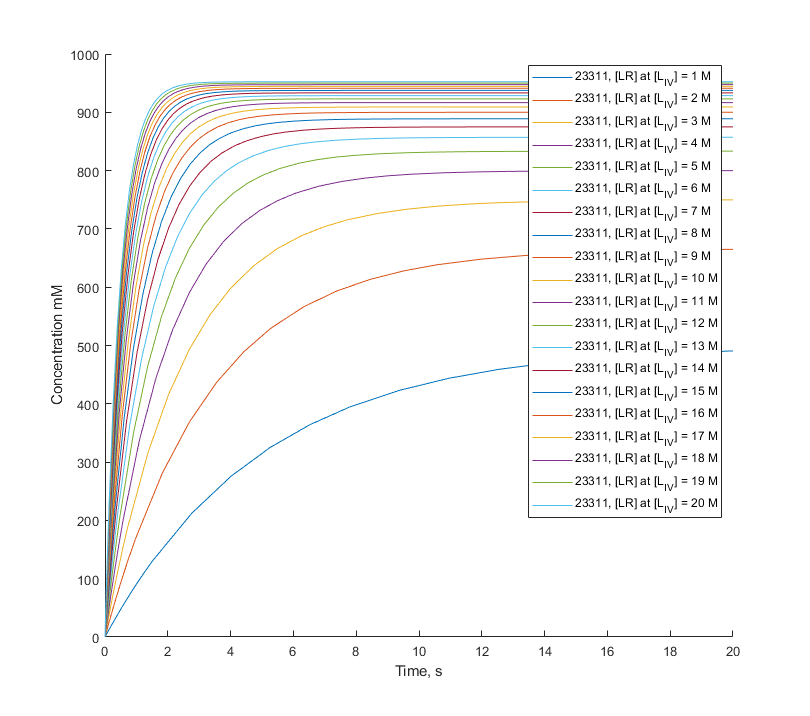 1000
900
800
700
600
500
400
300
200
100
0
Concentration mM
0 2 4 6 8 10 12 14 16 18 20
Time, s
23311, [LR] at [L_IV] = 1 M
23311, [LR] at [L_IV] = 2 M
23311, [LR] at [L_IV] = 3 M
23311, [LR] at [L_IV] = 4 M
23311, [LR] at [L_IV] = 5 M
23311, [LR] at [L_IV] = 6 M
23311, [LR] at [L_IV] = 7 M
23311, [LR] at [L_IV] = 8 M
23311, [LR] at [L_IV] = 9 M
23311, [LR] at [L_IV] = 10 M
23311, [LR] at [L_IV] = 11 M
23311, [LR] at [L_IV] = 12 M
23311, [LR] at [L_IV] = 13 M
23311, [LR] at [L_IV] = 14 M
23311, [LR] at [L_IV] = 15 M
23311, [LR] at [L_IV] = 16 M
23311, [LR] at [L_IV] = 17 M
23311, [LR] at [L_IV] = 18 M
23311, [LR] at [L_IV] = 19 M
23311, [LR] at [L_IV] = 20 M